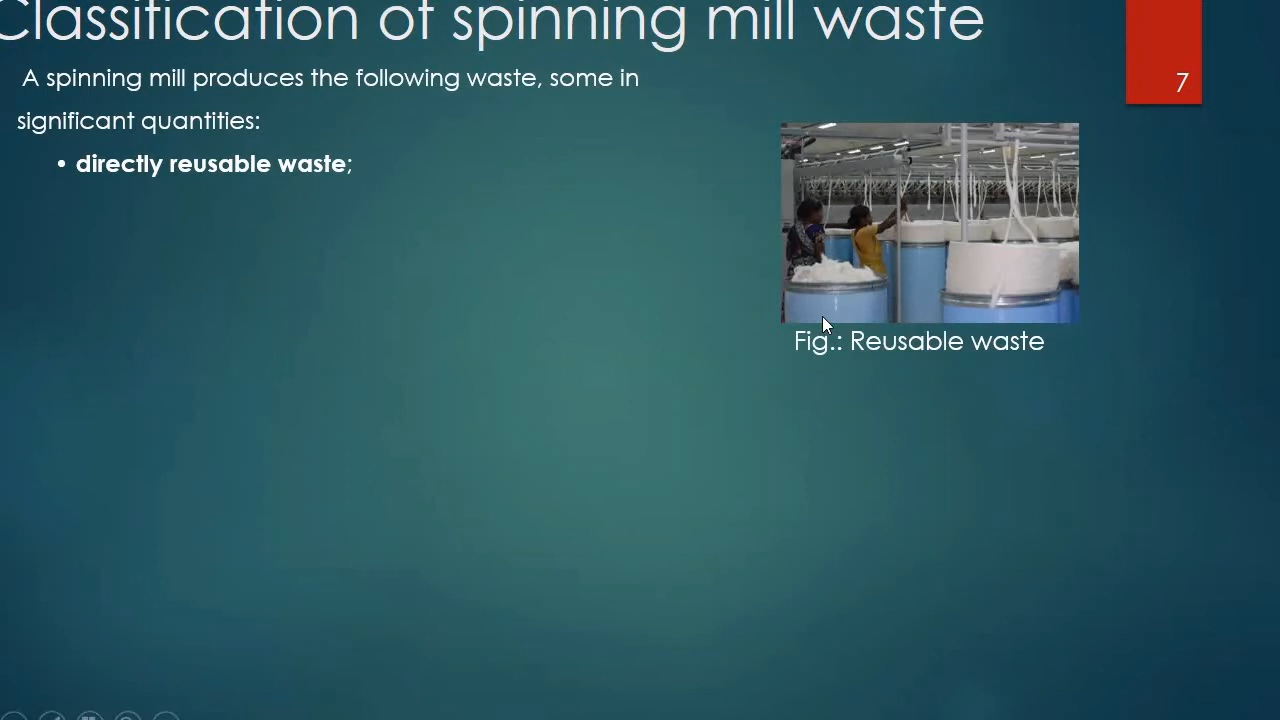 Classification of spinning mill waste
7
A spinning mill produces the following waste, some in
significant quantities:
• directly reusable waste;
Fig.: Reusable waste